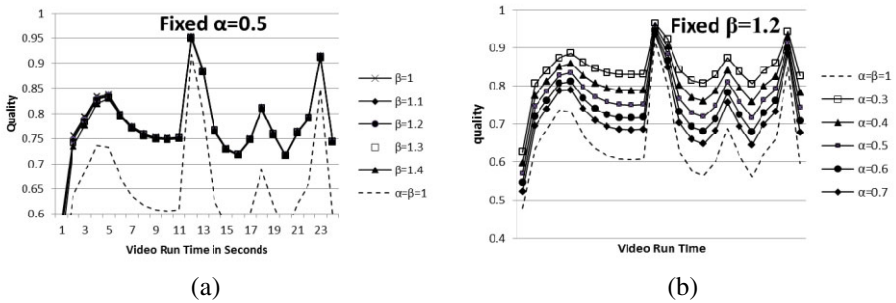 Fixed α=0.5
1
0.95
0.9
0.85
0.8
0.75
0.7
0.65
0.6
Quality
1 3 5 7 9 11 13 15 17 19 21 23
Video Run Time in Seconds
β=1
β=1.1
β=1.2
β=1.3
β=1.4
α=β=1
(a)
Fixed β=1.2
1
0.9
0.8
0.7
0.6
0.5
0.4
quality
Video Run Time
α=β=1
α=0.3
α=0.4
α=0.5
α=0.6
α=0.7
(b)